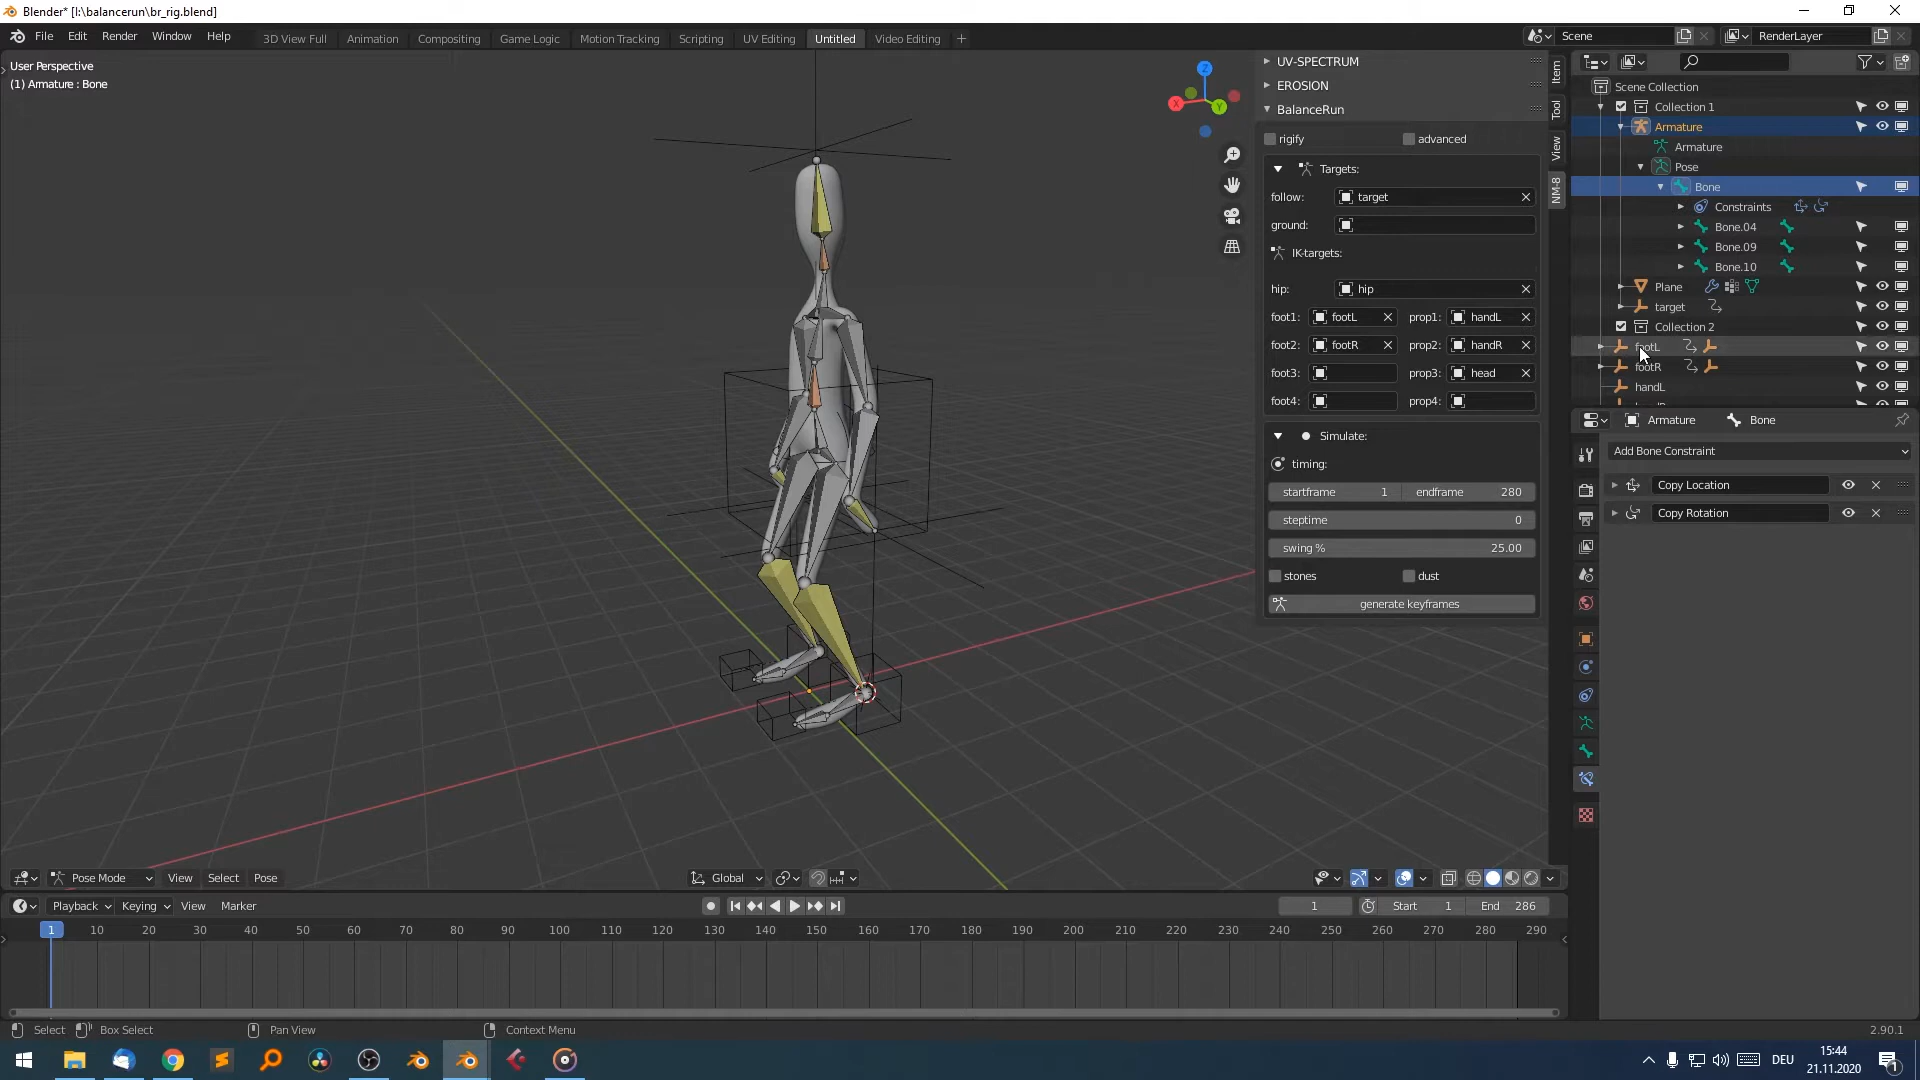 Blender* [I:\balancerun\br_rig.blend]
File Edit Render Window Help
3D View Full Animation Compositing Game Logic Motion Tracking Scripting UV Editing Untitled Video Editing +
Scene
RenderLayer
User Perspective
(1) Armature : Bone
X
Y
Z
UV-SPECTRUM
EROSION
BalanceRun
rigify
advanced
Targets:
follow: target
ground:
IK-targets:
hip: hip
foot1: footL prop1: handL
foot2: footR prop2: handR
foot3: prop3: head
foot4: prop4:
Simulate:
timing:
startframe 1 endframe 280
steptime 0
swing % 25.00
stones
dust
generate keyframes
Item
Tool
View
NM-8
Scene Collection
Collection 1
Armature
Armature
Pose
Bone
Constraints
Bone.04
Bone.09
Bone.10
Plane
target
Collection 2
footL
footR
handL
Armature Bone
Add Bone Constraint
Copy Location
Copy Rotation
Pose Mode View Select Pose
Global
Playback Keying View Marker
1 Start 1 End 286
1 10 20 30 40 50 60 70 80 90 100 110 120 130 140 150 160 170 180 190 200 210 220 230 240 250 260 270 280 290
Select Box Select Pan View Context Menu 2.90.1
DEU
15:44
21.11.2020
1